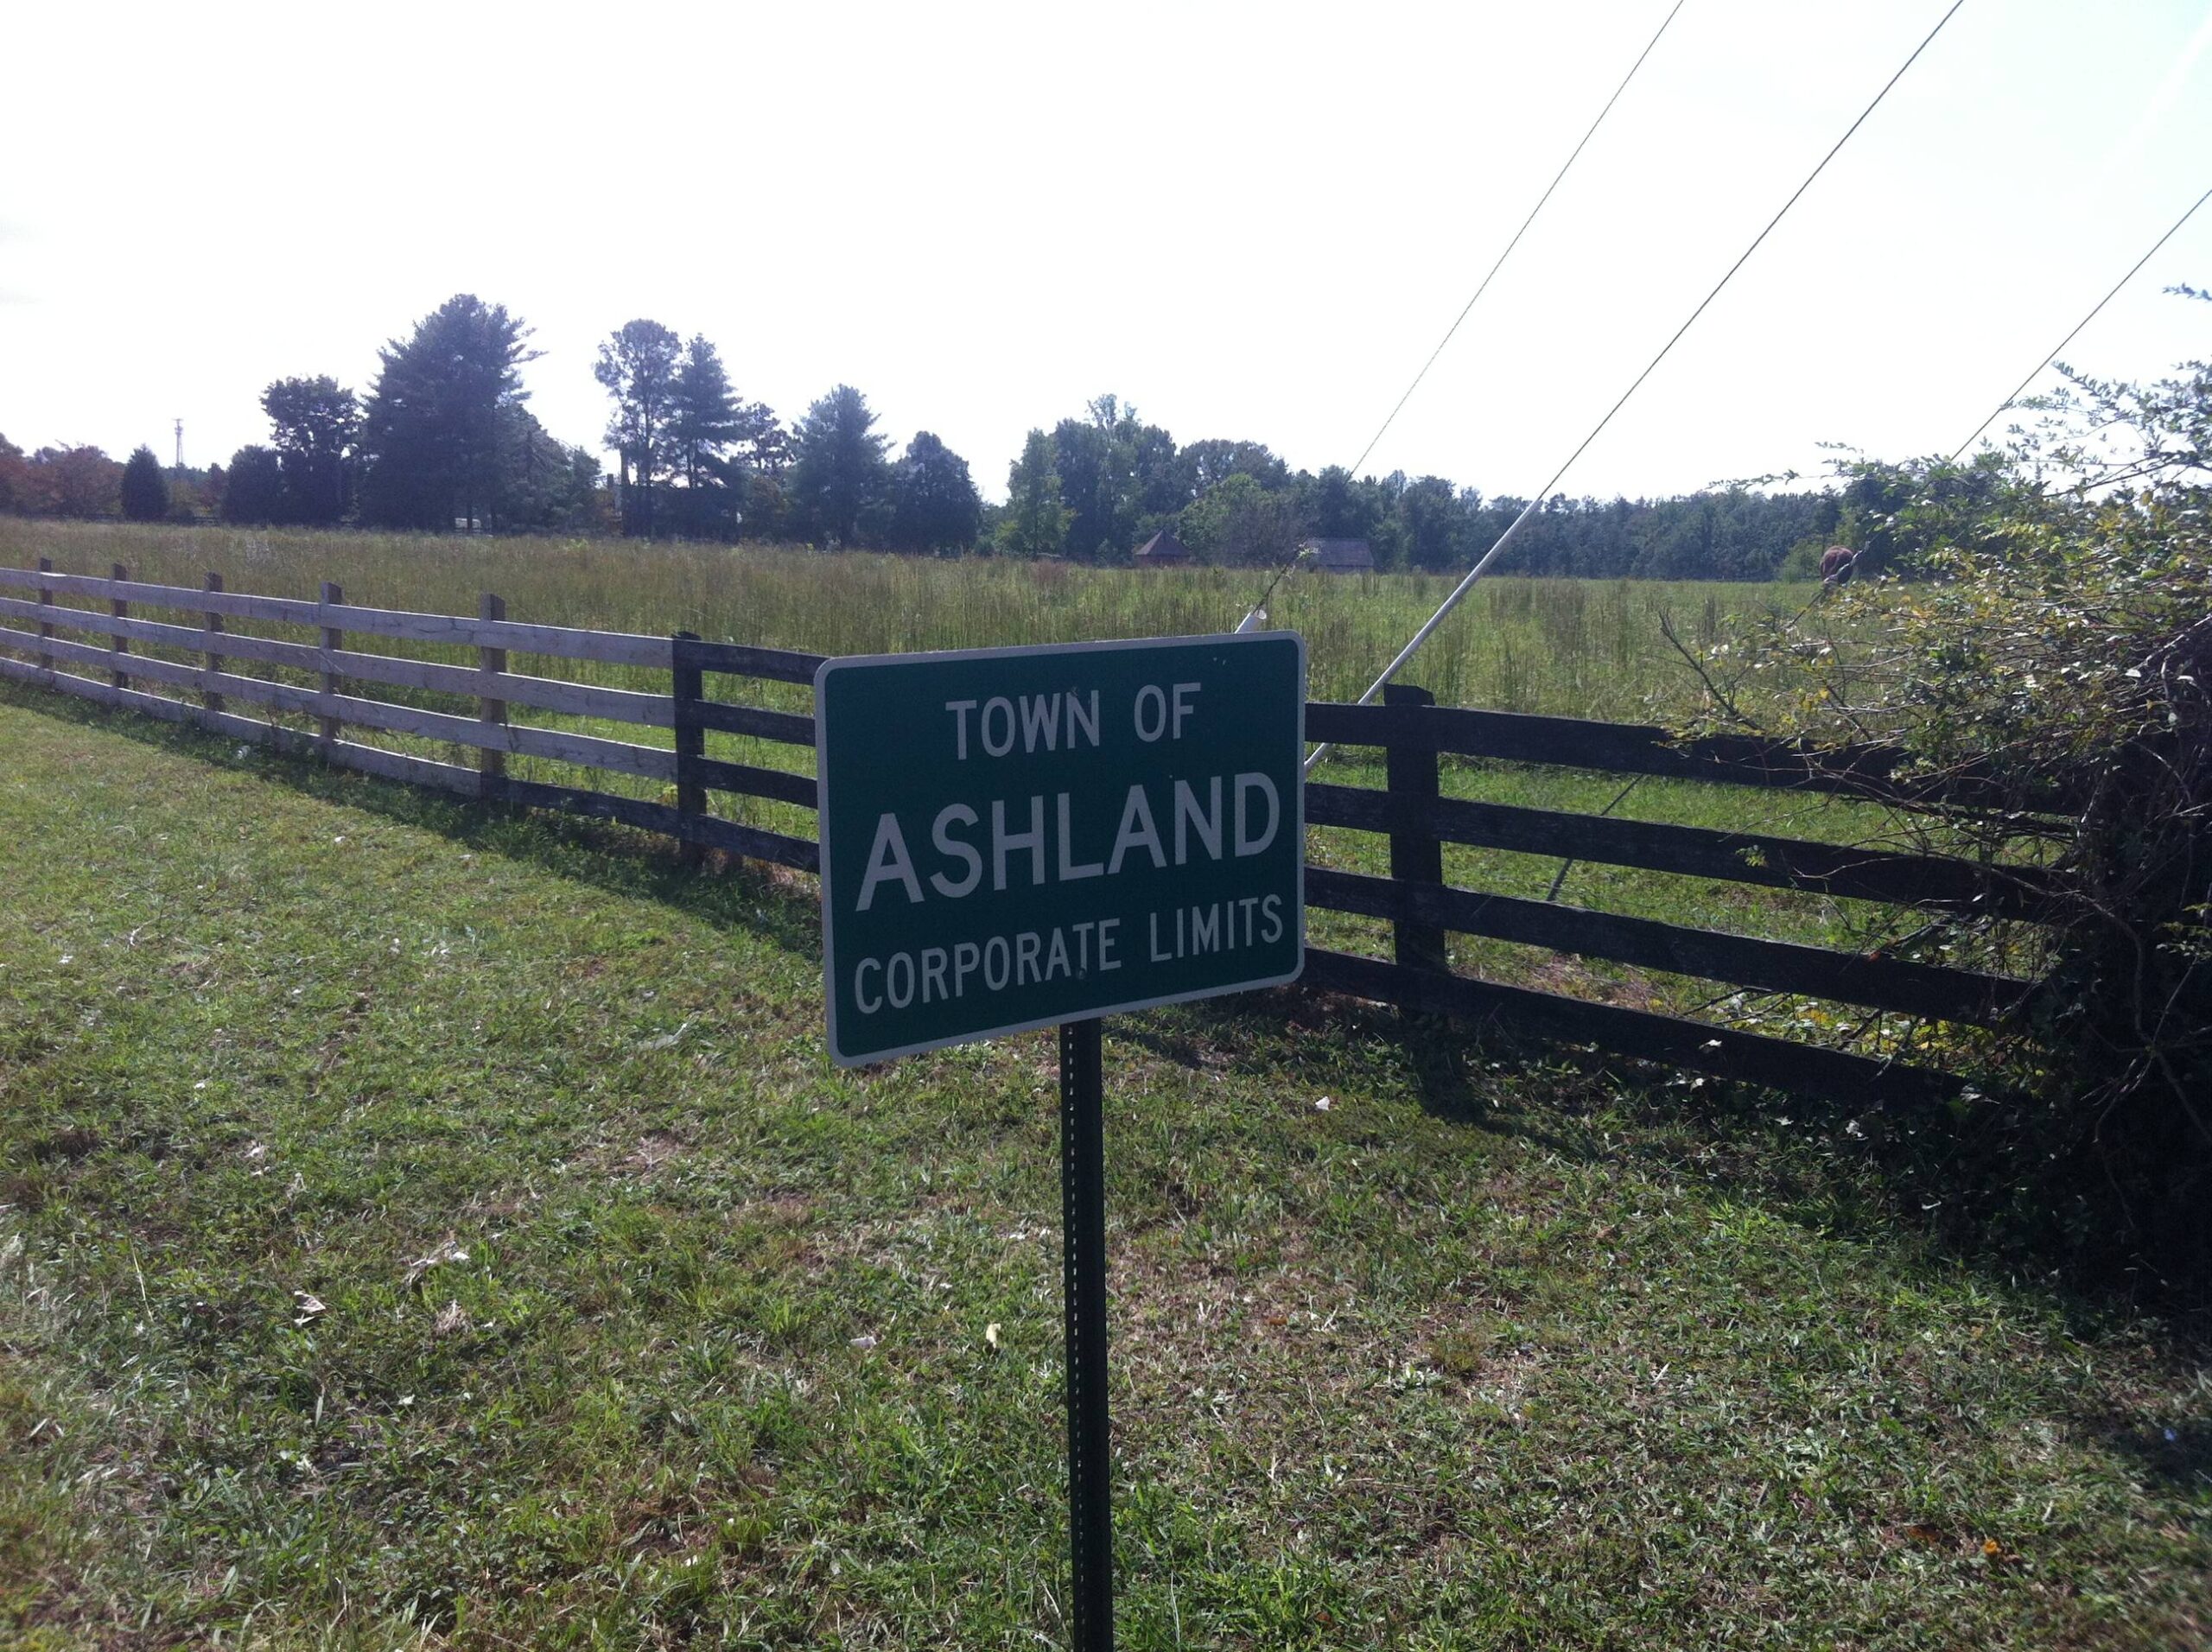 TOWN OF
ASHLAND
CORPORATE LIMITS